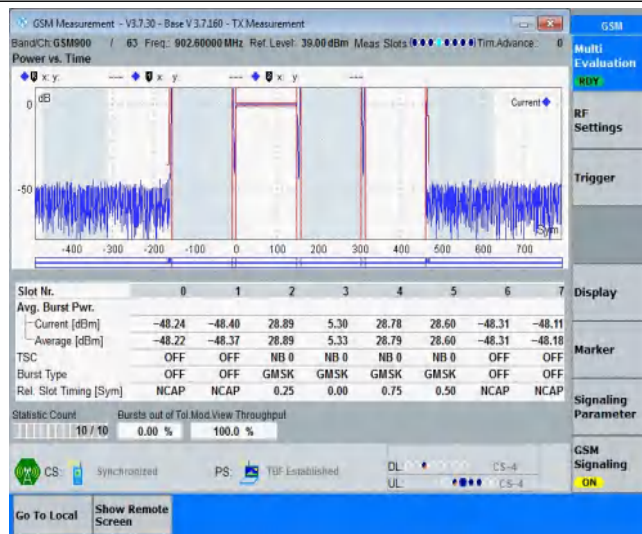 GSM Measurement - V3.7.30 - Base V 3.7.160 - TX Measurement
GSM
Band/Ch: GSM900 / 63 Freq.: 902.60000 MHz Ref. Level: 39.00 dBm Meas Slots Tim.Advance: 0
Power vs. Time
Multi Evaluation
RDY
x: y: --- x: y: --- x: y: ---
dB
Current
0
-50
Sym
-400 -300 -200 -100 0 100 200 300 400 500 600 700
RF Settings
Trigger
Slot Nr. 0 1 2 3 4 5 6 7
Avg. Burst Pwr.
Current [dBm] -48.24 -48.40 28.89 5.30 28.78 28.60 -48.31 -48.11
Average [dBm] -48.22 -48.37 28.89 5.33 28.79 28.60 -48.31 -48.18
TSC OFF OFF NB 0 NB 0 NB 0 NB 0 OFF OFF
Burst Type OFF OFF GMSK GMSK GMSK GMSK OFF OFF
Rel. Slot Timing [Sym] NCAP NCAP 0.25 0.00 0.75 0.50 NCAP NCAP
Display
Marker
Signaling Parameter
Statistic Count Bursts out of Tol. Mod.View Throughput
10 / 10 0.00 % 100.0 %
GSM Signaling
ON
CS: Synchronized PS: TBF Established DL: CS-4
UL: CS-4
Go To Local
Show Remote Screen